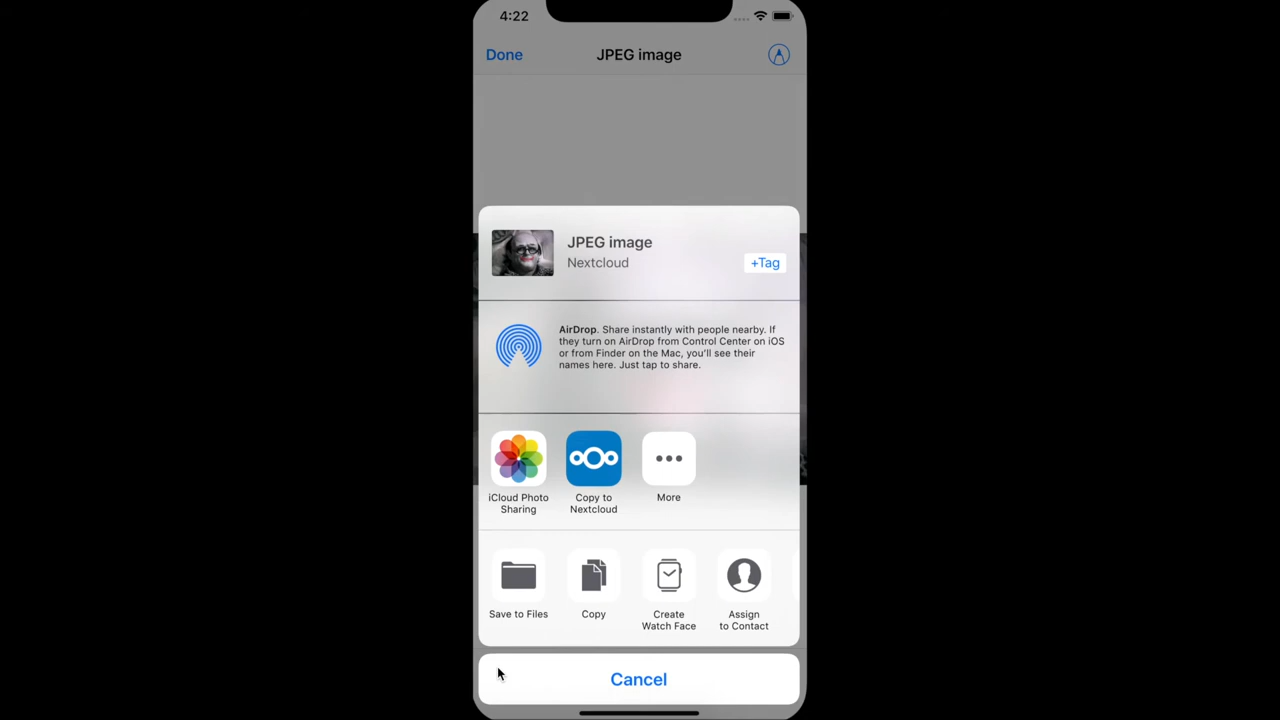 4:22
Done
JPEG image
JPEG image
Nextcloud
+Tag
AirDrop. Share instantly with people nearby. If
they turn on AirDrop from Control Center on iOS
or from Finder on the Mac, you'll see their
names here. Just tap to share.
iCloud Photo
Sharing
Copy to
Nextcloud
More
Save to Files
Copy
Create
Watch Face
Assign
to Contact
Cancel